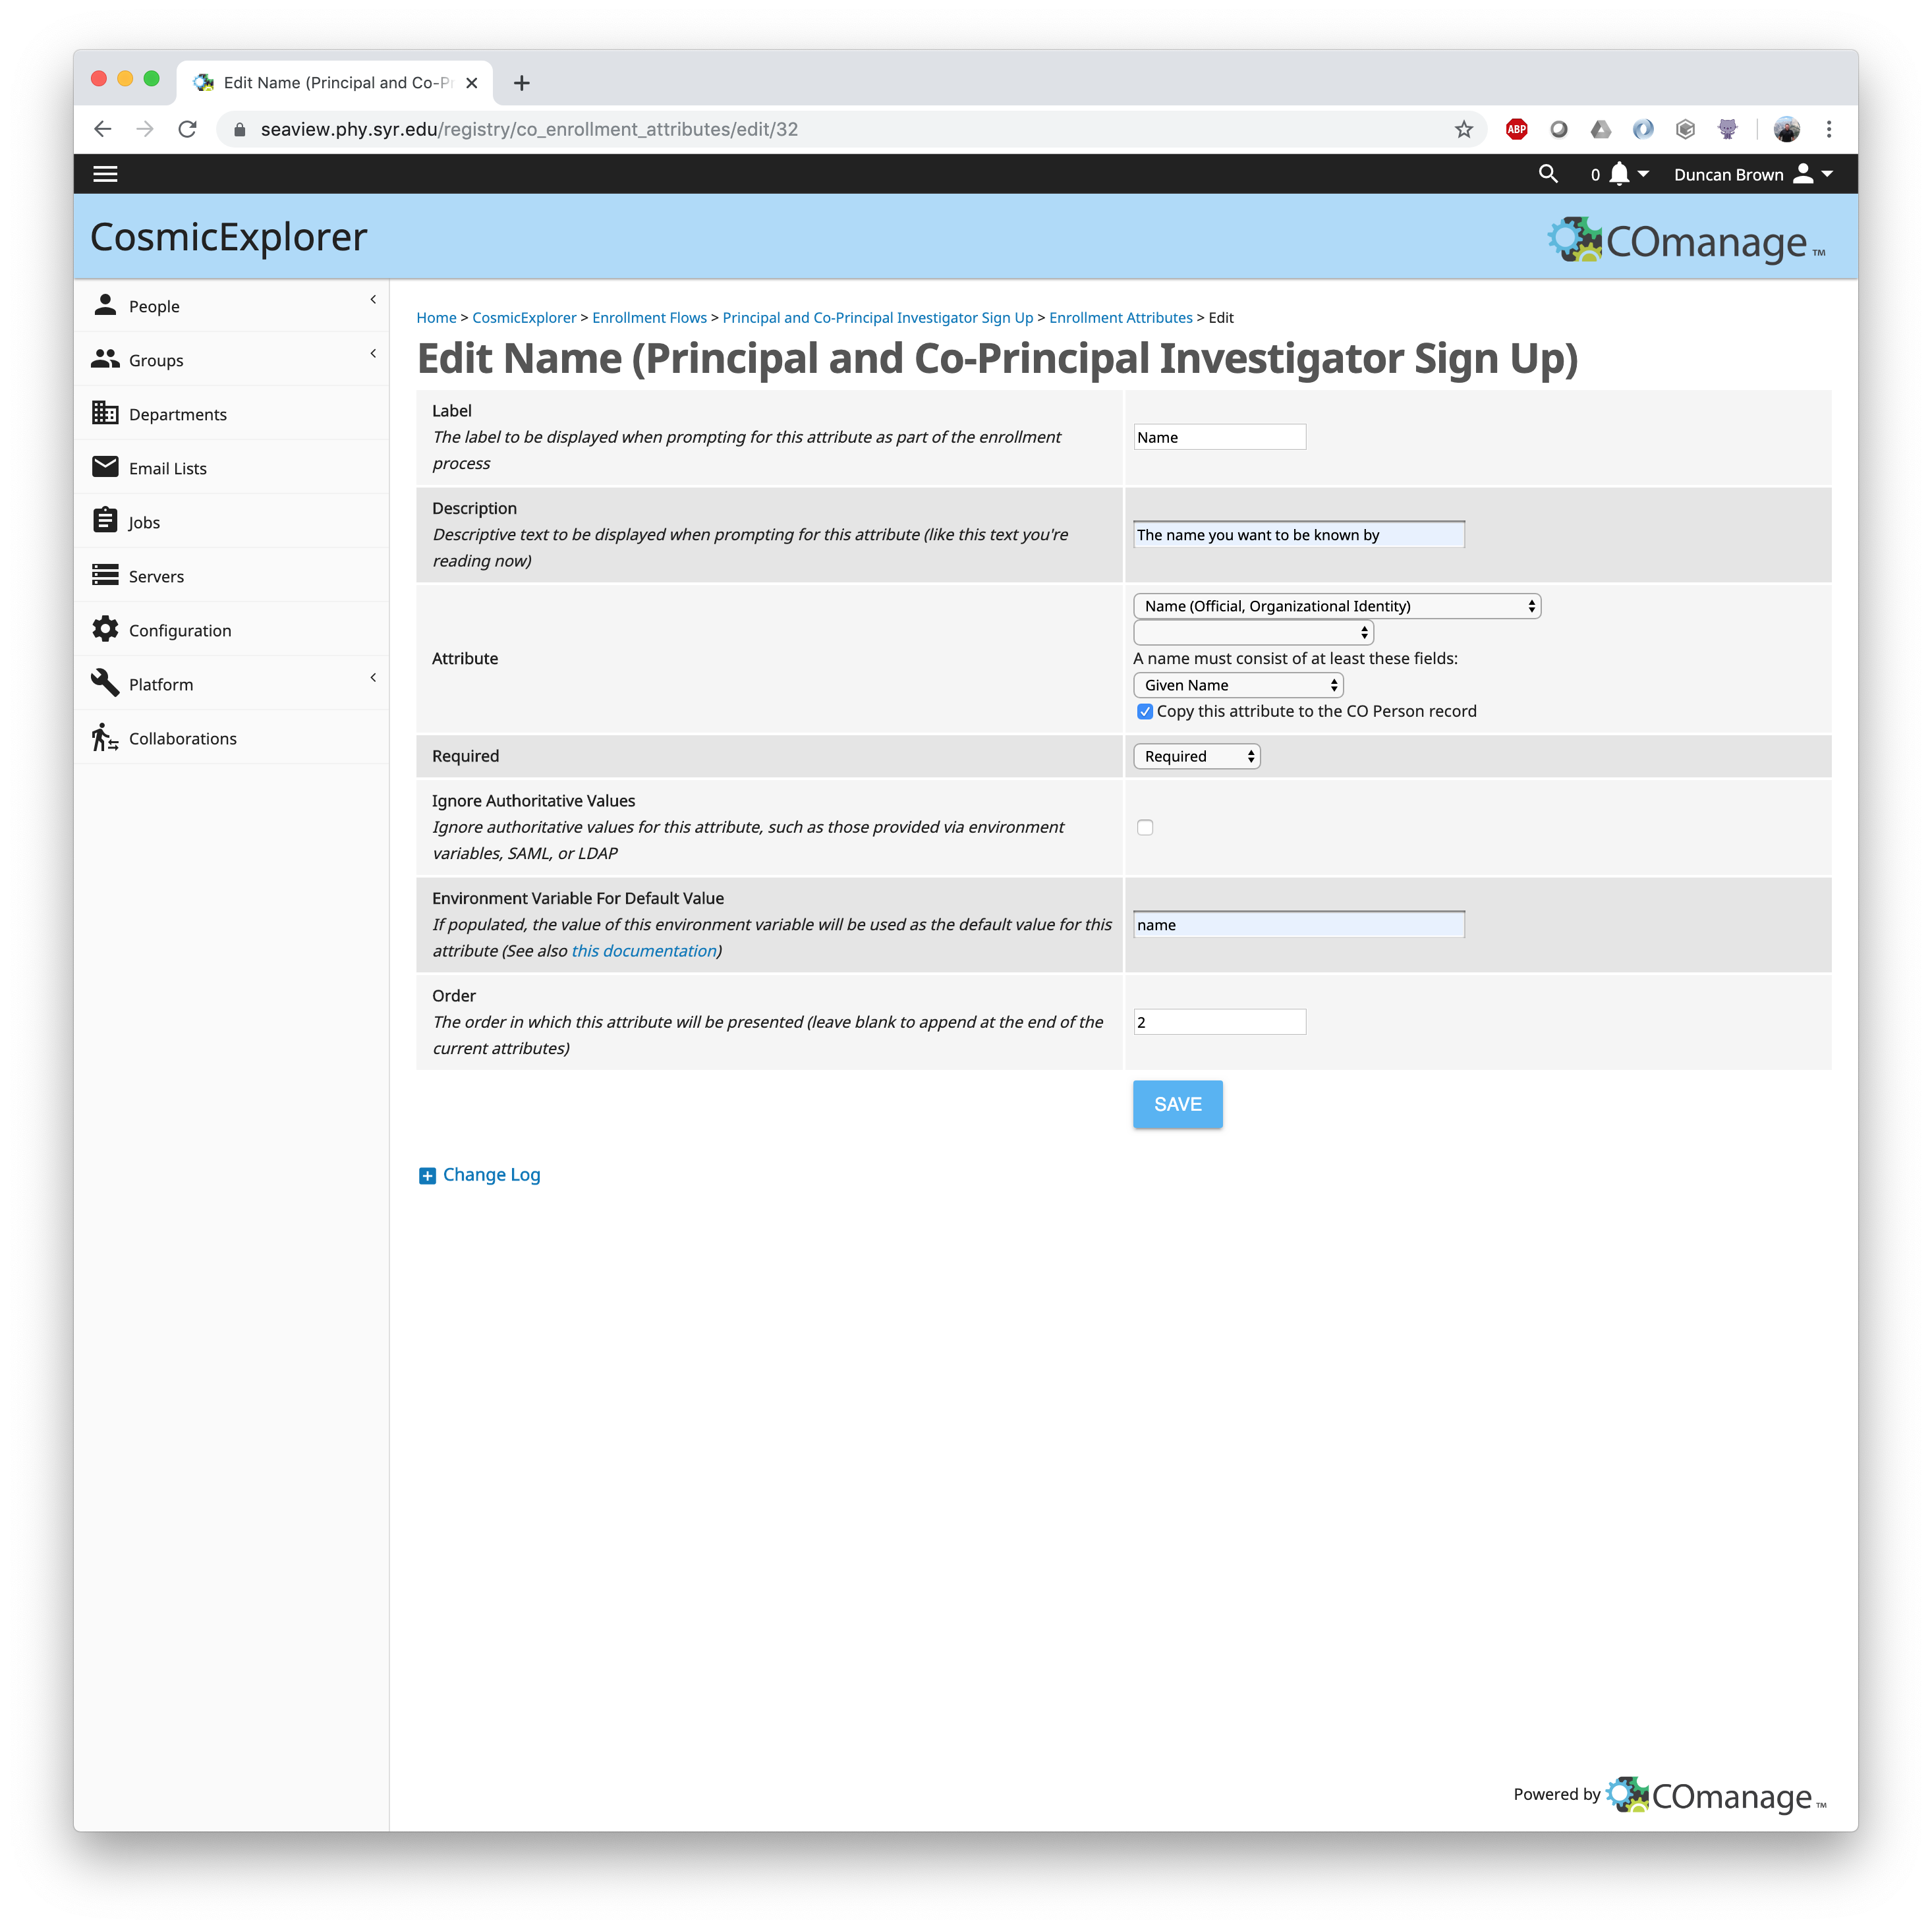 Edit Name (Principal and Co-Pr
seaview.phy.syr.edu/registry/co_enrollment_attributes/edit/32
ABP
0
Duncan Brown
CosmicExplorer
COmanage™
People
Groups
Departments
Email Lists
Jobs
Servers
Configuration
Platform
Collaborations
Home > CosmicExplorer > Enrollment Flows > Principal and Co-Principal Investigator Sign Up > Enrollment Attributes > Edit
Edit Name (Principal and Co-Principal Investigator Sign Up)
Label
The label to be displayed when prompting for this attribute as part of the enrollment
process
Name
Description
Descriptive text to be displayed when prompting for this attribute (like this text you're
reading now)
The name you want to be known by
Attribute
Name (Official, Organizational Identity)
A name must consist of at least these fields:
Given Name
Copy this attribute to the CO Person record
Required
Required
Ignore Authoritative Values
Ignore authoritative values for this attribute, such as those provided via environment
variables, SAML, or LDAP
Environment Variable For Default Value
If populated, the value of this environment variable will be used as the default value for this
attribute (See also this documentation)
name
Order
The order in which this attribute will be presented (leave blank to append at the end of the
current attributes)
2
SAVE
Change Log
Powered by COmanage™